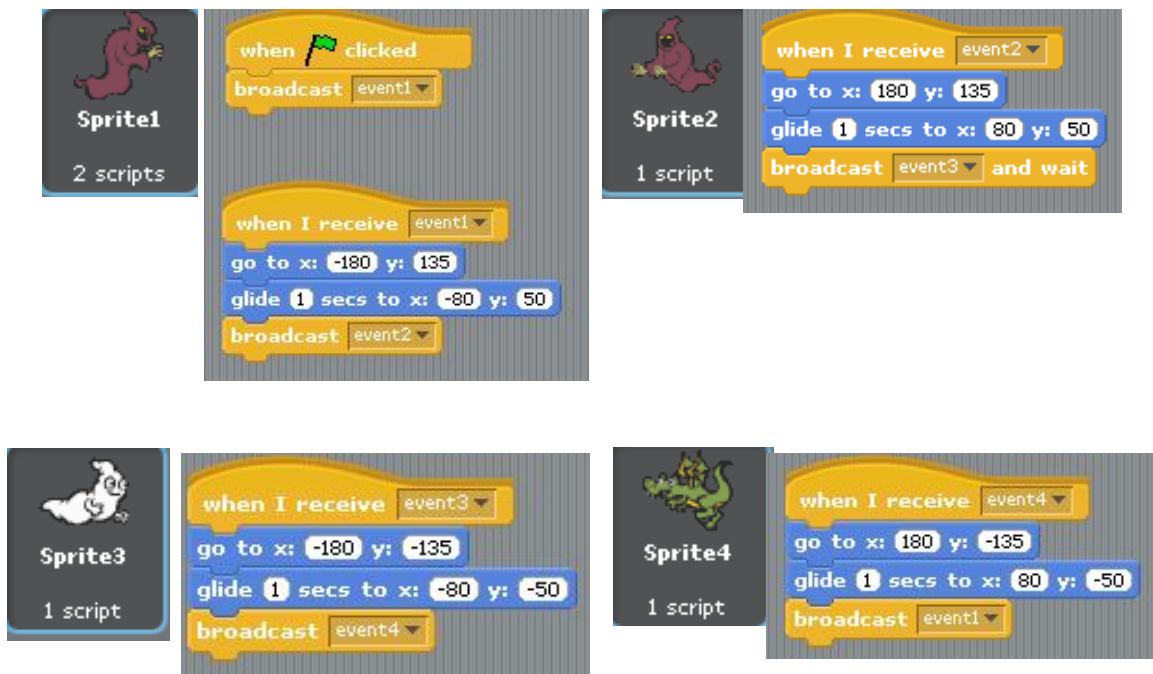 Sprite1
2 scripts
when clicked
broadcast event1
when I receive event1
go to x: -180 y: 135
glide 1 secs to x: -80 y: 50
broadcast event2
Sprite2
1 script
when I receive event2
go to x: 180 y: 135
glide 1 secs to x: 80 y: 50
broadcast event3 and wait
Sprite3
1 script
when I receive event3
go to x: -180 y: -135
glide 1 secs to x: -80 y: -50
broadcast event4
Sprite4
1 script
when I receive event4
go to x: 180 y: -135
glide 1 secs to x: 80 y: -50
broadcast event1